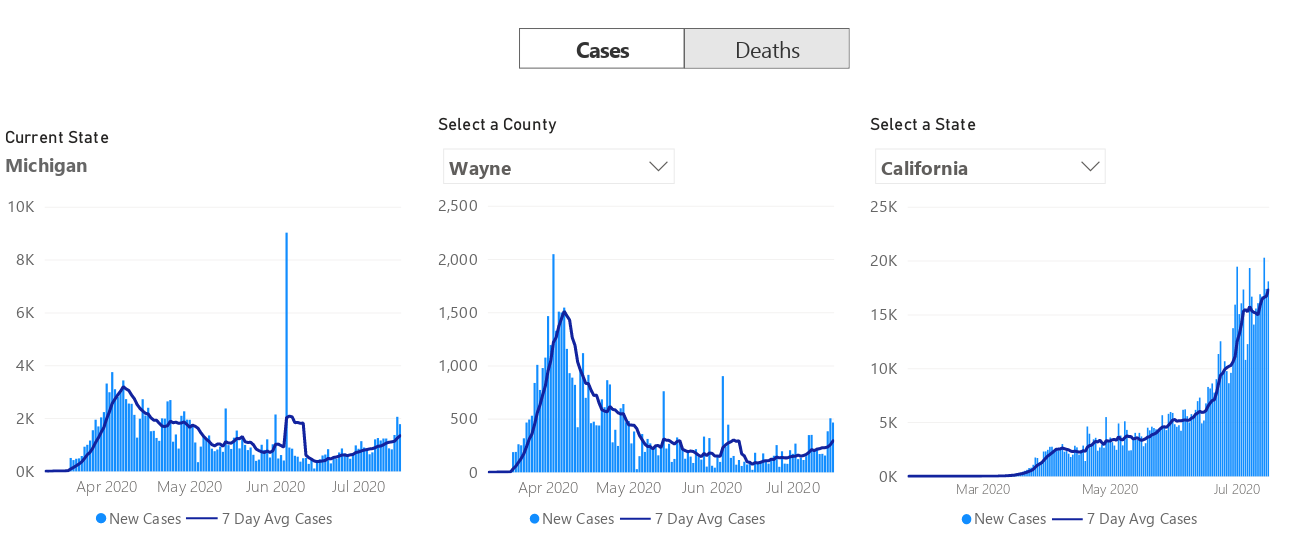 Cases Deaths
Current State
Michigan
10K
8K
6K
4K
2K
0K
Apr 2020 May 2020 Jun 2020 Jul 2020
New Cases 7 Day Avg Cases
Select a County
Wayne
2,500
2,000
1,500
1,000
500
0
Apr 2020 May 2020 Jun 2020 Jul 2020
New Cases 7 Day Avg Cases
Select a State
California
25K
20K
15K
10K
5K
0K
Mar 2020 May 2020 Jul 2020
New Cases 7 Day Avg Cases